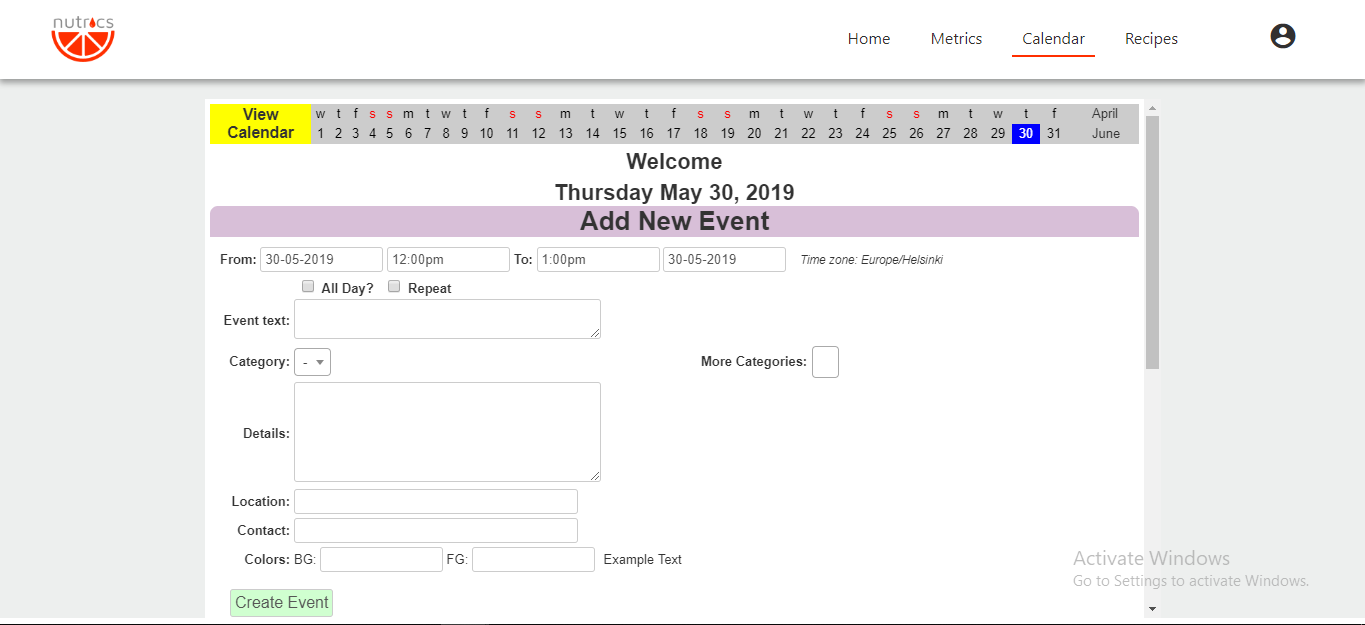 nutrics
Home Metrics Calendar Recipes
View Calendar
w t f s s m t w t f s s m t w t f s s m t w t f s s m t w t f April
1 2 3 4 5 6 7 8 9 10 11 12 13 14 15 16 17 18 19 20 21 22 23 24 25 26 27 28 29 30 31 June
Welcome
Thursday May 30, 2019
Add New Event
From: 30-05-2019 12:00pm To: 1:00pm 30-05-2019 Time zone: Europe/Helsinki
All Day? Repeat
Event text:
Category: - More Categories:
Details:
Location:
Contact:
Colors: BG: FG: Example Text
Create Event
Activate Windows
Go to Settings to activate Windows.